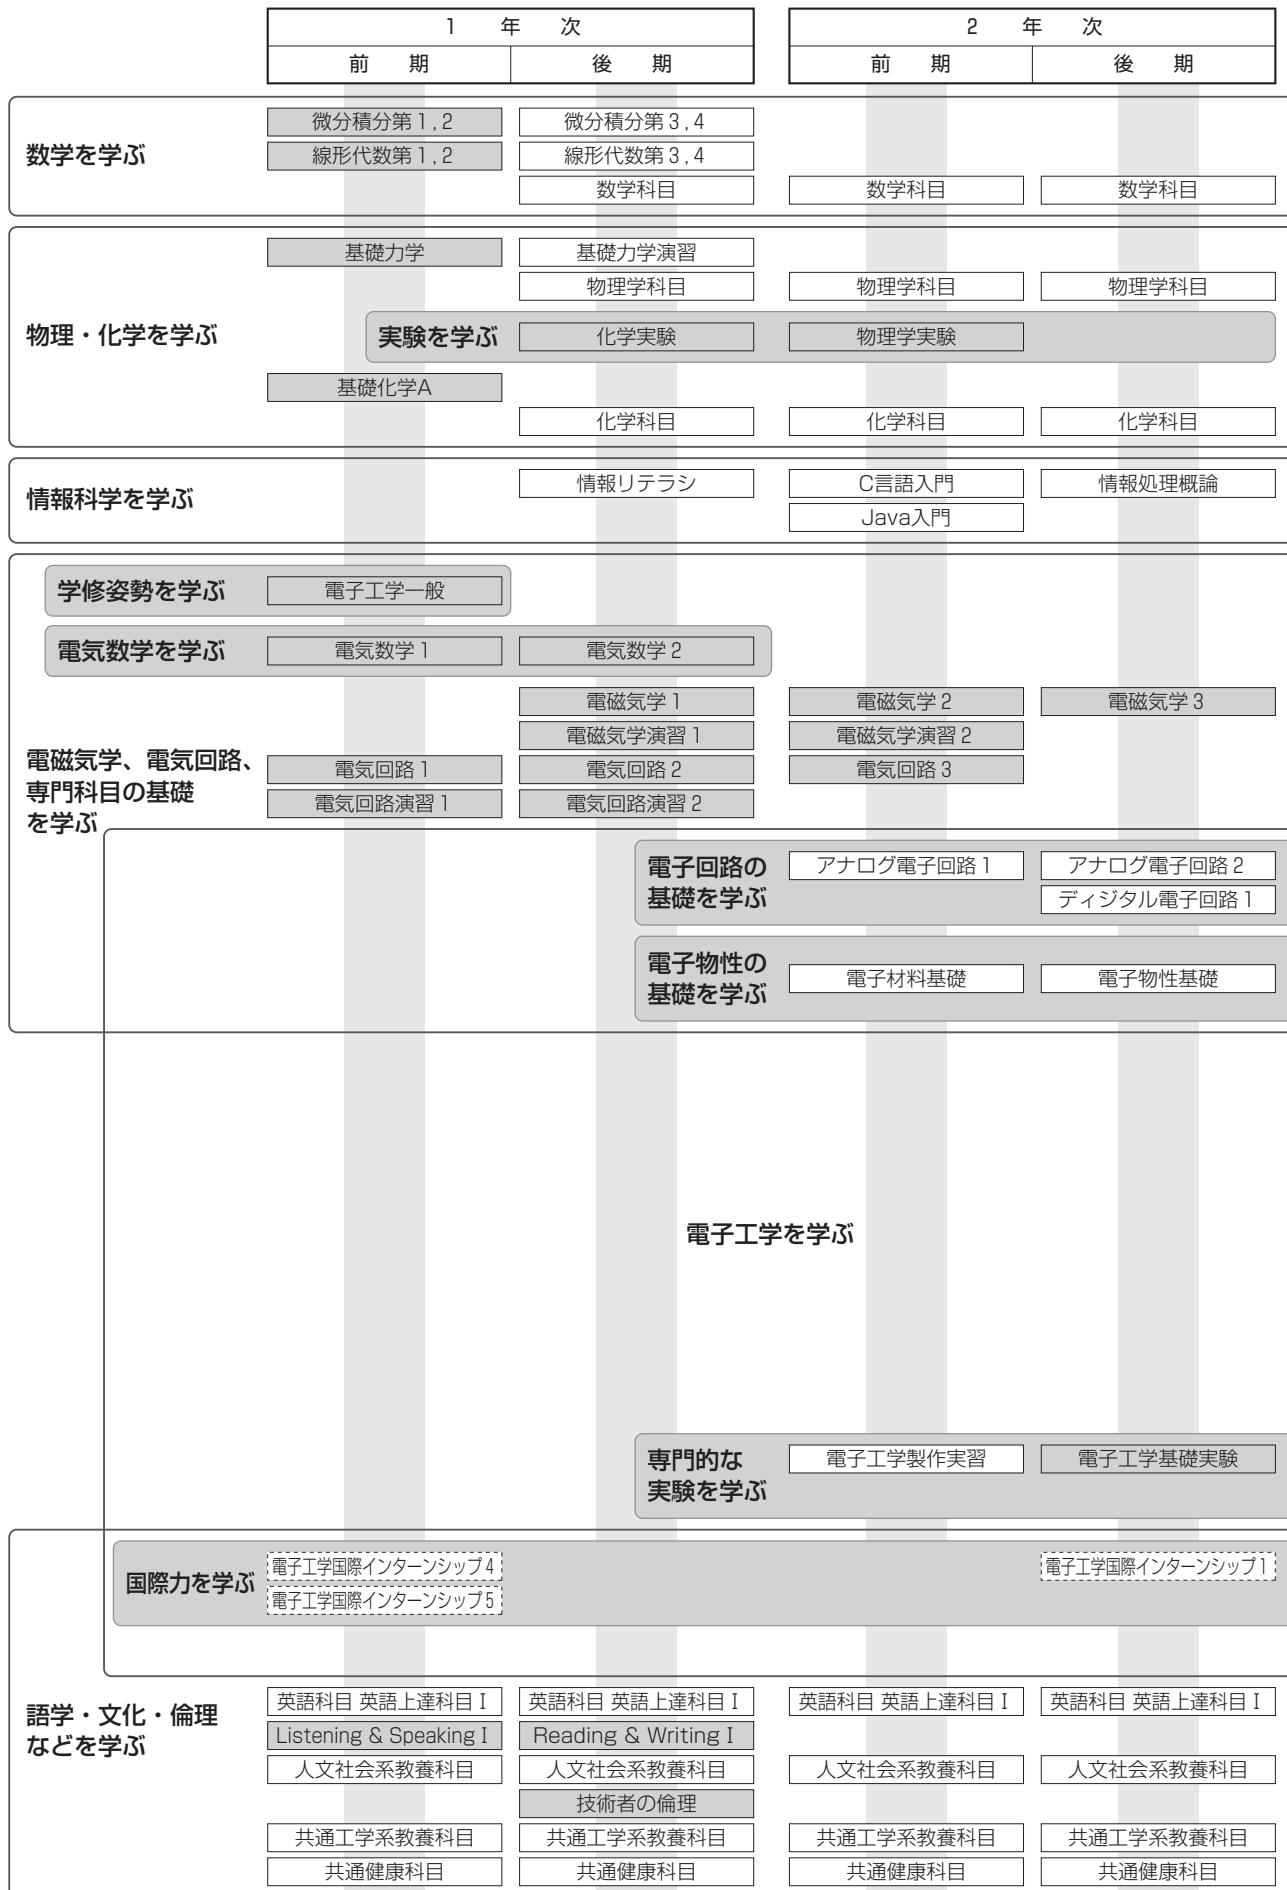 1 年 次 2 年 次
前 期 後 期 前 期 後 期
数学を学ぶ
微分積分第1,2 微分積分第3,4
線形代数第1,2 線形代数第3,4
数学科目 数学科目 数学科目
物理・化学を学ぶ
基礎力学 基礎力学演習
物理学科目 物理学科目 物理学科目
実験を学ぶ 化学実験 物理学実験
基礎化学A
化学科目 化学科目 化学科目
情報科学を学ぶ
情報リテラシ C言語入門 情報処理概論
Java入門
学修姿勢を学ぶ 電子工学一般
電気数学を学ぶ 電気数学1 電気数学2
電磁気学、電気回路、
専門科目の基礎
を学ぶ
電磁気学1 電磁気学2 電磁気学3
電磁気学演習1 電磁気学演習2
電気回路1 電気回路2 電気回路3
電気回路演習1 電気回路演習2
電子回路の
基礎を学ぶ
アナログ電子回路1 アナログ電子回路2
ディジタル電子回路1
電子物性の
基礎を学ぶ
電子材料基礎 電子物性基礎
電子工学を学ぶ
専門的な
実験を学ぶ
電子工学製作実習 電子工学基礎実験
国際力を学ぶ
電子工学国際インターンシップ4 電子工学国際インターンシップ1
電子工学国際インターンシップ5
語学・文化・倫理
などを学ぶ
英語科目 英語上達科目Ⅰ 英語科目 英語上達科目Ⅰ 英語科目 英語上達科目Ⅰ 英語科目 英語上達科目Ⅰ
Listening & SpeakingⅠ Reading & WritingⅠ
人文社会系教養科目 人文社会系教養科目 人文社会系教養科目 人文社会系教養科目
技術者の倫理
共通工学系教養科目 共通工学系教養科目 共通工学系教養科目 共通工学系教養科目
共通健康科目 共通健康科目 共通健康科目 共通健康科目